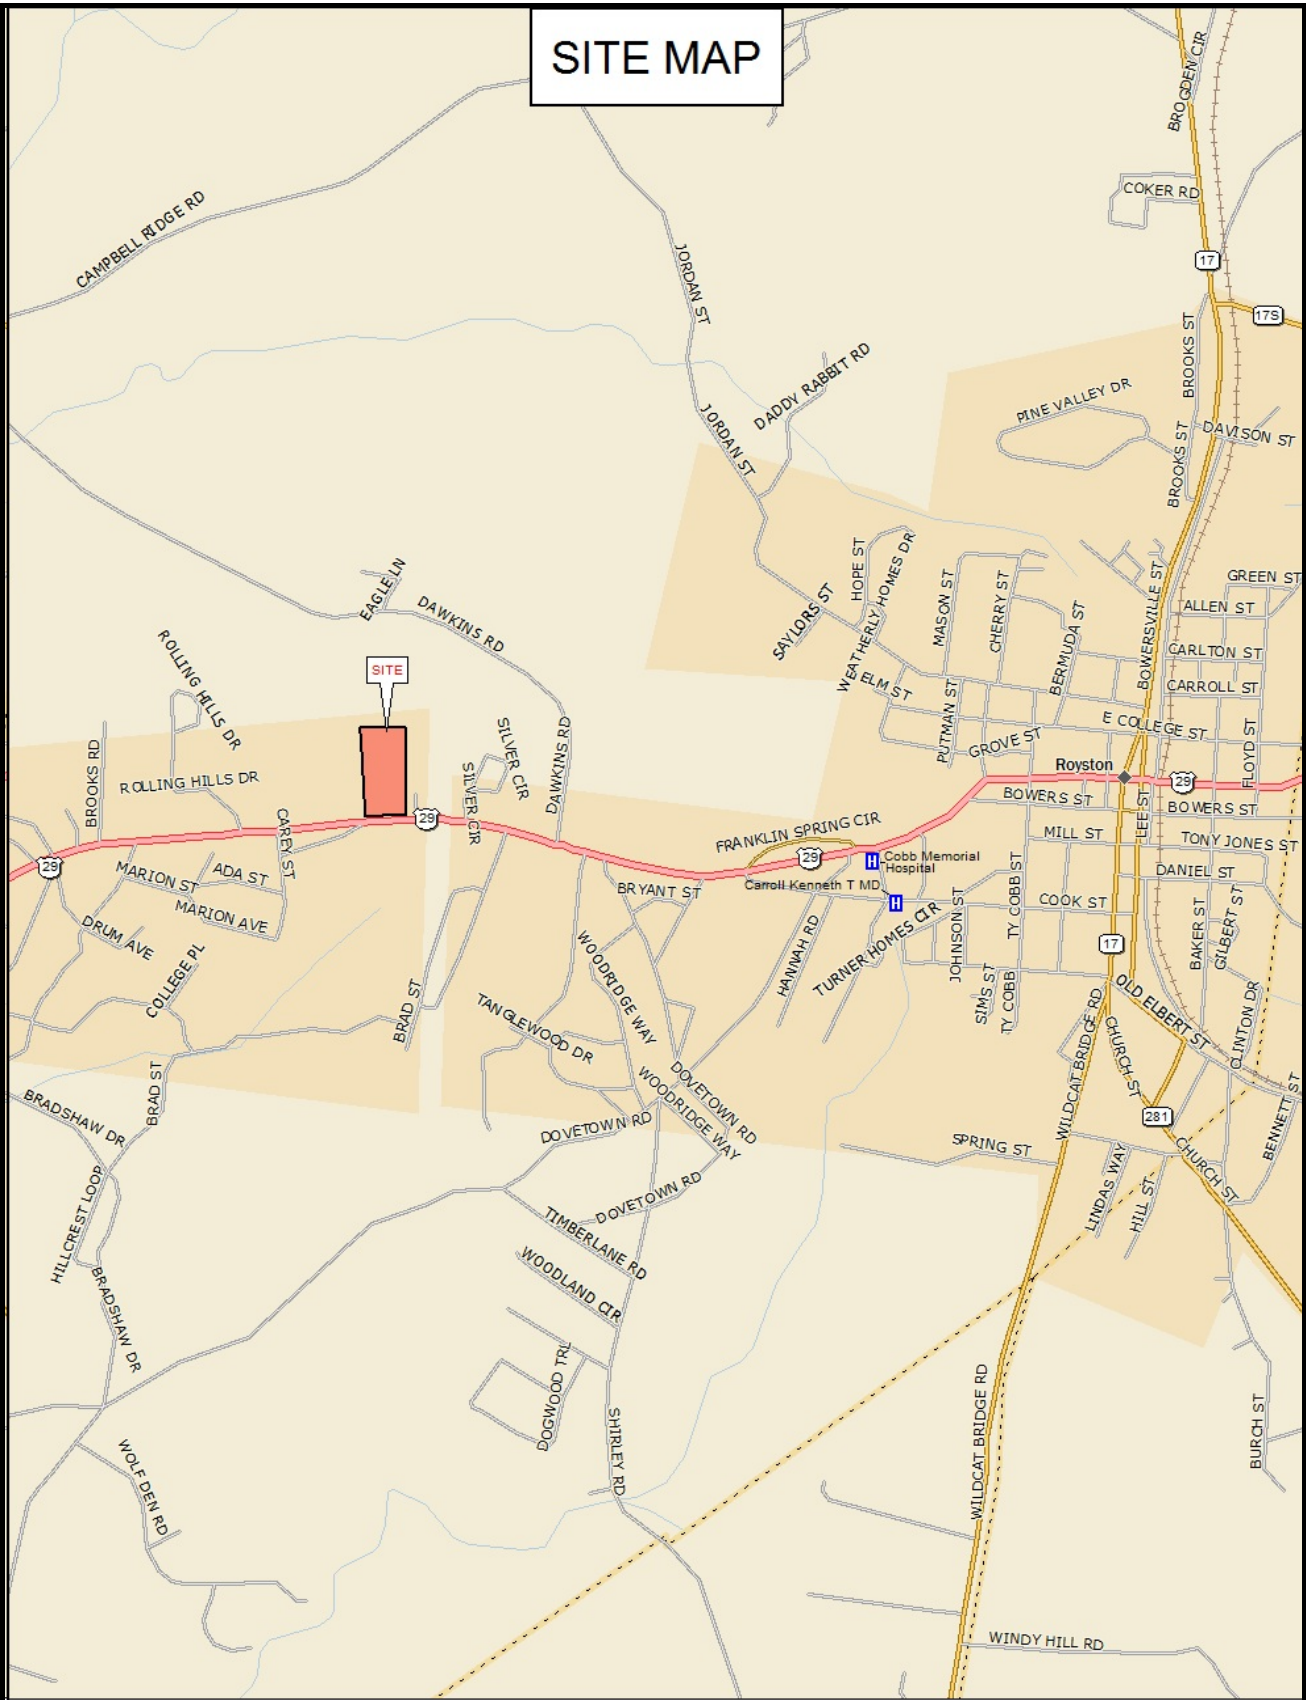 SITE MAP
BROGDEN CIR
COKER RD
CAMPBELL RIDGE RD
JORDAN ST
17
17S
BROOKS ST
DADDY RABBIT RD
PINE VALLEY DR
JORDAN ST
DAVISON ST
BROOKS ST
HOPE ST
WEATHERLY HOMES DR
EAGLE LN
MASON ST
CHERRY ST
GREEN ST
DAWKINS RD
SAYLORS ST
BERMUDA ST
BOWERSVILLE ST
ALLEN ST
ROLLING HILLS DR
CARLTON ST
SITE
ELM ST
CARROLL ST
PUTMAN ST
E COLLEGE ST
SILVER CIR
DAWKINS RD
GROVE ST
FLOYD ST
BROOKS RD
Royston
ROLLING HILLS DR
SILVER CIR
29
BOWERS ST
LEE ST
BOWERS ST
29
CAREY ST
FRANKLIN SPRING CIR
MILL ST
TONY JONES ST
29
29
Cobb Memorial
Hospital
H
MARION ST
ADA ST
DANIEL ST
BRYANT ST
Carroll Kenneth T MD
H
TY COBB ST
COOK ST
MARION AVE
TURNER HOMES CIR
JOHNSON ST
BAKER ST
GILBERT ST
DRUM AVE
HANNAH RD
17
COLLEGE PL
WOODRIDGE WAY
SIMS ST
TY COBB
OLD ELBERT ST
BRAD ST
TANGLEWOOD DR
WILDCAT BRIDGE RD
CHURCH ST
CLINTON DR
BRAD ST
DOVETOWN RD
WOODRIDGE WAY
BRADSHAW DR
281
BENNETT ST
DOVETOWN RD
SPRING ST
CHURCH ST
LINDAS WAY
HILL ST
HILLCREST LOOP
DOVETOWN RD
TIMBERLANE RD
WOODLAND CIR
BRADSHAW DR
DOGWOOD TRL
SHIRLEY RD
WILDCAT BRIDGE RD
BURCH ST
WOLF DEN RD
WINDY HILL RD